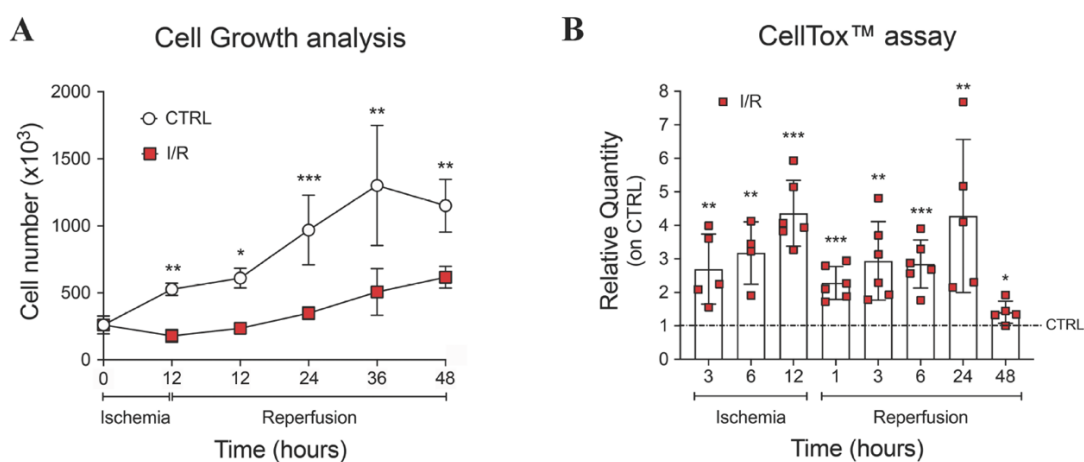 A
Cell Growth analysis
Cell number (x10³)
2000
1500
1000
500
0
CTRL
I/R
**
*
***
**
**
0
12
12
24
36
48
Ischemia
Reperfusion
Time (hours)
B
CellTox™ assay
Relative Quantity
(on CTRL)
8
7
6
5
4
3
2
1
0
I/R
**
**
***
***
**
***
**
*
CTRL
3
6
12
1
3
6
24
48
Ischemia
Reperfusion
Time (hours)